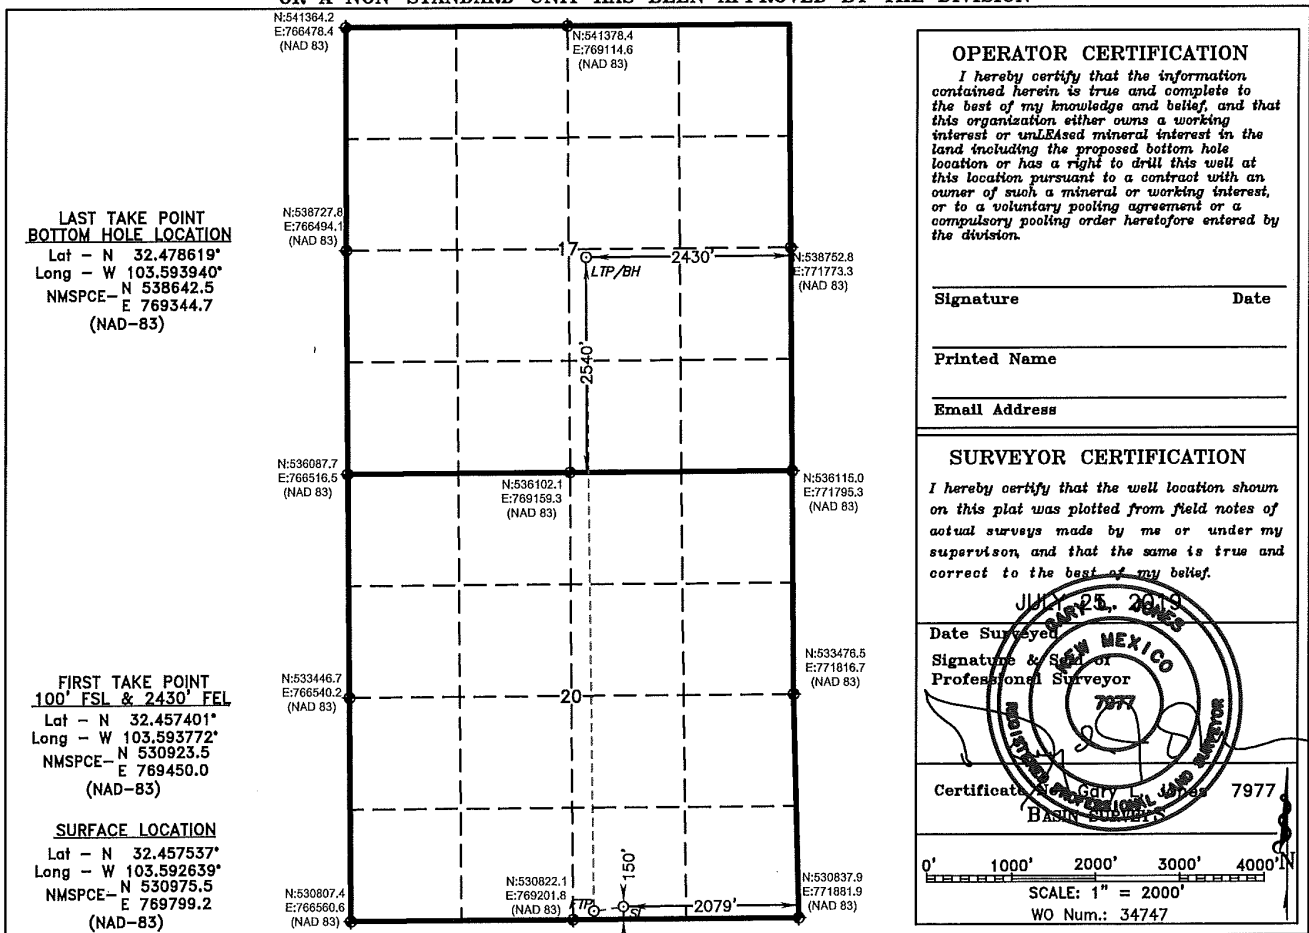 OR A NON-STANDARD UNIT HAS BEEN APPROVED BY THE DIVISION
N:541364.2
E:766478.4
(NAD 83)
N:541378.4
E:769114.6
(NAD 83)
LAST TAKE POINT
BOTTOM HOLE LOCATION
Lat - N 32.478619°
Long - W 103.593940°
NMSPCE- N 538642.5
E 769344.7
(NAD-83)
N:538727.8
E:766494.1
(NAD 83)
17
LTP/BH
2430'
N:538752.8
E:771773.3
(NAD 83)
2540'
N:536087.7
E:766516.5
(NAD 83)
N:536102.1
E:769159.3
(NAD 83)
N:536115.0
E:771795.3
(NAD 83)
FIRST TAKE POINT
100' FSL & 2430' FEL
Lat - N 32.457401°
Long - W 103.593772°
NMSPCE- N 530923.5
E 769450.0
(NAD-83)
N:533446.7
E:766540.2
(NAD 83)
20
N:533476.5
E:771816.7
(NAD 83)
SURFACE LOCATION
Lat - N 32.457537°
Long - W 103.592639°
NMSPCE- N 530975.5
E 769799.2
(NAD-83)
N:530807.4
E:766560.6
(NAD 83)
N:530822.1
E:769201.8
(NAD 83)
FTP
SL
150'
2079'
N:530837.9
E:771881.9
(NAD 83)
OPERATOR CERTIFICATION
I hereby certify that the information
contained herein is true and complete to
the best of my knowledge and belief, and that
this organization either owns a working
interest or unLEAsed mineral interest in the
land including the proposed bottom hole
location or has a right to drill this well at
this location pursuant to a contract with an
owner of such a mineral or working interest,
or to a voluntary pooling agreement or a
compulsory pooling order heretofore entered by
the division.
Signature Date
Printed Name
Email Address
SURVEYOR CERTIFICATION
I hereby certify that the well location shown
on this plat was plotted from field notes of
actual surveys made by me or under my
supervison, and that the same is true and
correct to the best of my belief.
JULY 25, 2019
Date Surveyed
Signature & Seal of
Professional Surveyor
GARY L. JONES
NEW MEXICO
7977
REGISTERED PROFESSIONAL LAND SURVEYOR
Certificate No. Gary L. Jones 7977
BASIN SURVEYS
0' 1000' 2000' 3000' 4000'
N
SCALE: 1" = 2000'
WO Num.: 34747